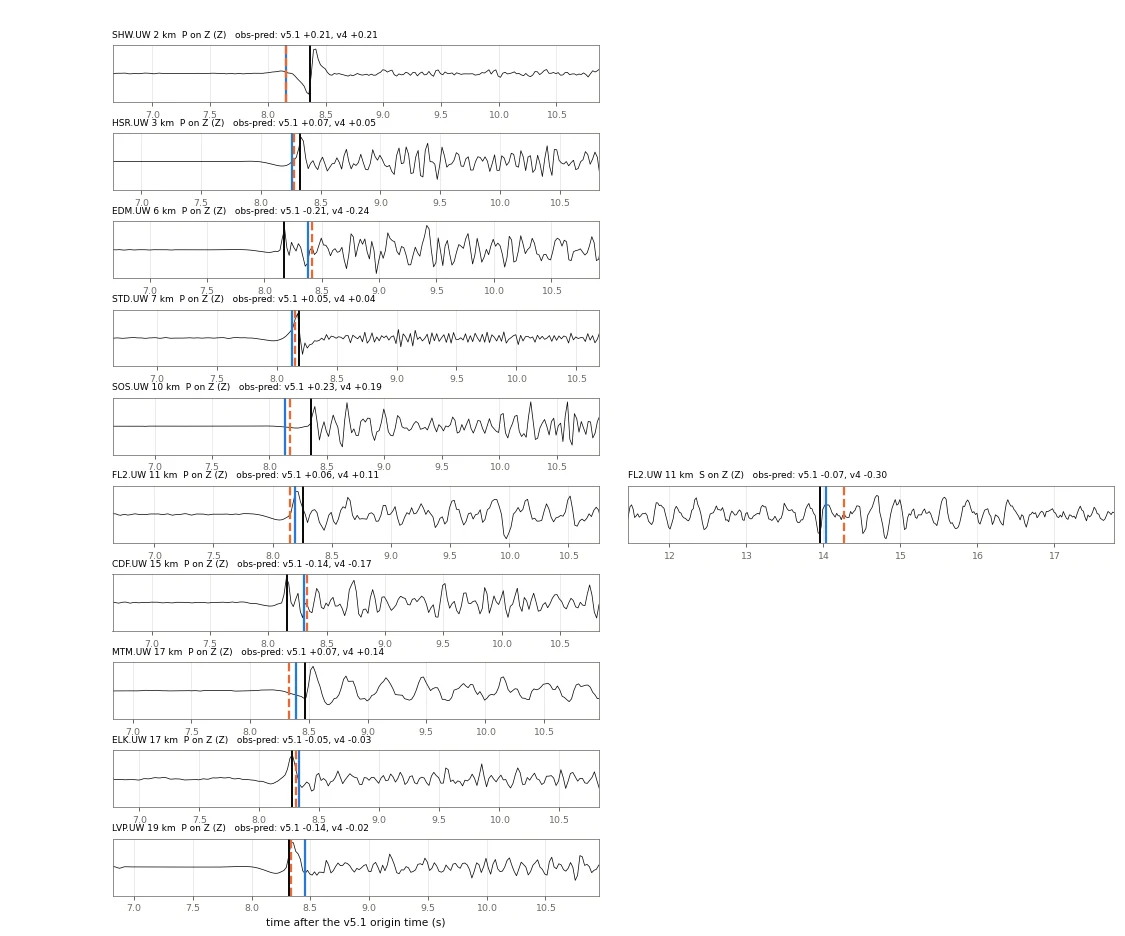 SHW.UW 2 km P on Z (Z) obs-pred: v5.1 +0.21, v4 +0.21
7.0 7.5 8.0 8.5 9.0 9.5 10.0 10.5
HSR.UW 3 km P on Z (Z) obs-pred: v5.1 +0.07, v4 +0.05
7.0 7.5 8.0 8.5 9.0 9.5 10.0 10.5
EDM.UW 6 km P on Z (Z) obs-pred: v5.1 -0.21, v4 -0.24
7.0 7.5 8.0 8.5 9.0 9.5 10.0 10.5
STD.UW 7 km P on Z (Z) obs-pred: v5.1 +0.05, v4 +0.04
7.0 7.5 8.0 8.5 9.0 9.5 10.0 10.5
SOS.UW 10 km P on Z (Z) obs-pred: v5.1 +0.23, v4 +0.19
7.0 7.5 8.0 8.5 9.0 9.5 10.0 10.5
FL2.UW 11 km P on Z (Z) obs-pred: v5.1 +0.06, v4 +0.11
7.0 7.5 8.0 8.5 9.0 9.5 10.0 10.5
FL2.UW 11 km S on Z (Z) obs-pred: v5.1 -0.07, v4 -0.30
12 13 14 15 16 17
CDF.UW 15 km P on Z (Z) obs-pred: v5.1 -0.14, v4 -0.17
7.0 7.5 8.0 8.5 9.0 9.5 10.0 10.5
MTM.UW 17 km P on Z (Z) obs-pred: v5.1 +0.07, v4 +0.14
7.0 7.5 8.0 8.5 9.0 9.5 10.0 10.5
ELK.UW 17 km P on Z (Z) obs-pred: v5.1 -0.05, v4 -0.03
7.0 7.5 8.0 8.5 9.0 9.5 10.0 10.5
LVP.UW 19 km P on Z (Z) obs-pred: v5.1 -0.14, v4 -0.02
7.0 7.5 8.0 8.5 9.0 9.5 10.0 10.5
time after the v5.1 origin time (s)